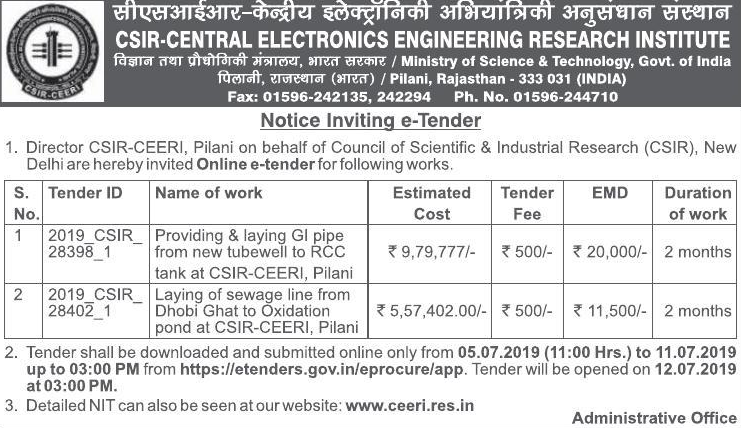 सीएसआईआर-केन्द्रीय इलेक्ट्रॉनिकी अभियांत्रिकी अनुसंधान संस्थान
CSIR-CENTRAL ELECTRONICS ENGINEERING RESEARCH INSTITUTE
विज्ञान तथा प्रौद्योगिकी मंत्रालय, भारत सरकार / Ministry of Science & Technology, Govt. of India
पिलानी, राजस्थान (भारत) / Pilani, Rajasthan - 333 031 (INDIA)
Fax: 01596-242135, 242294 Ph. No. 01596-244710
CSIR-CEERI
Notice Inviting e-Tender
1. Director CSIR-CEERI, Pilani on behalf of Council of Scientific & Industrial Research (CSIR), New
Delhi are hereby invited Online e-tender for following works.
S. No. Tender ID Name of work Estimated Cost Tender Fee EMD Duration of work
1 2019_CSIR_28398_1 Providing & laying GI pipe from new tubewell to RCC tank at CSIR-CEERI, Pilani ₹ 9,79,777/- ₹ 500/- ₹ 20,000/- 2 months
2 2019_CSIR_28402_1 Laying of sewage line from Dhobi Ghat to Oxidation pond at CSIR-CEERI, Pilani ₹ 5,57,402.00/- ₹ 500/- ₹ 11,500/- 2 months
2. Tender shall be downloaded and submitted online only from 05.07.2019 (11:00 Hrs.) to 11.07.2019
up to 03:00 PM from https://etenders.gov.in/eprocure/app. Tender will be opened on 12.07.2019
at 03:00 PM.
3. Detailed NIT can also be seen at our website: www.ceeri.res.in
Administrative Office